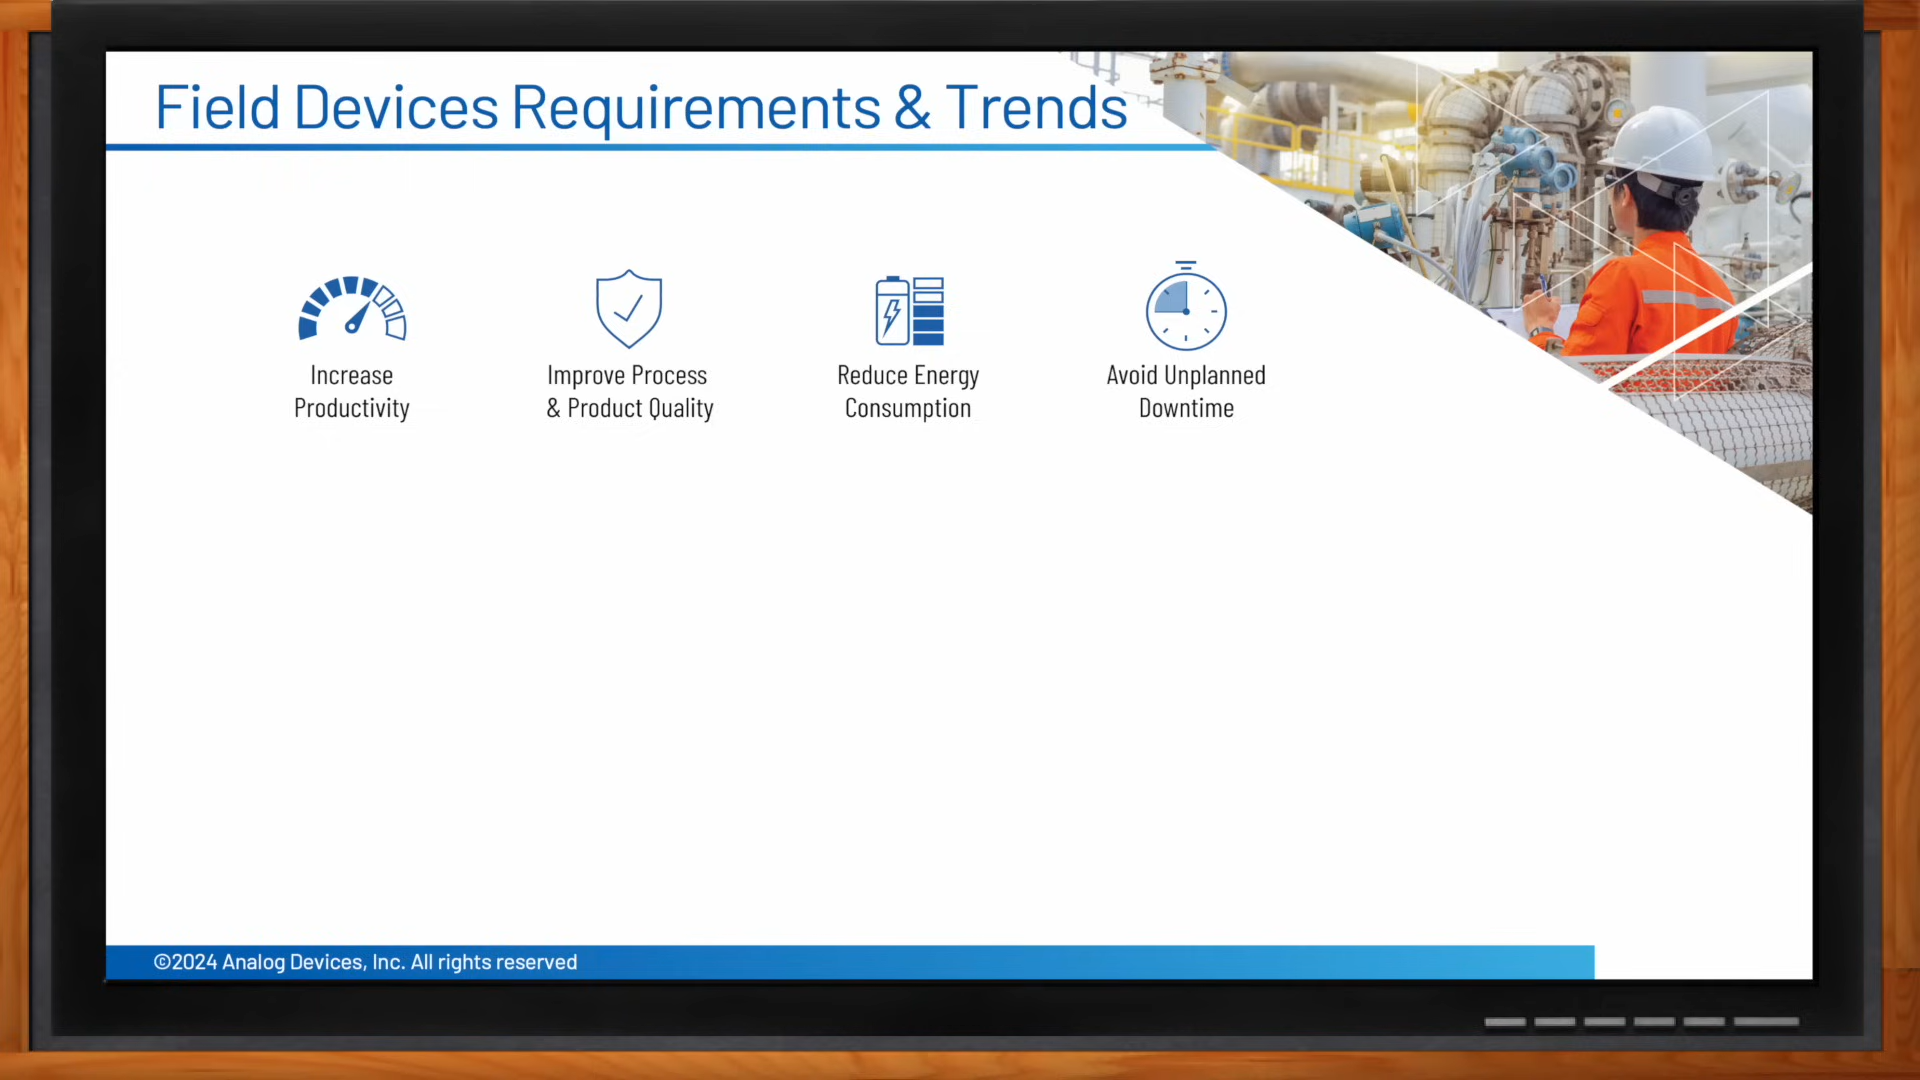 Field Devices Requirements & Trends
Increase
Productivity
Improve Process
& Product Quality
Reduce Energy
Consumption
Avoid Unplanned
Downtime
©2024 Analog Devices, Inc. All rights reserved